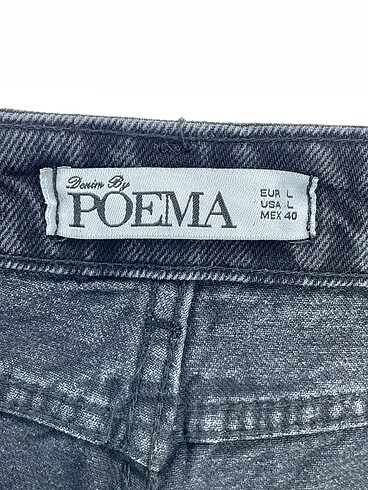 Denim By
POEMA
EUR L
USA L
MEX 40